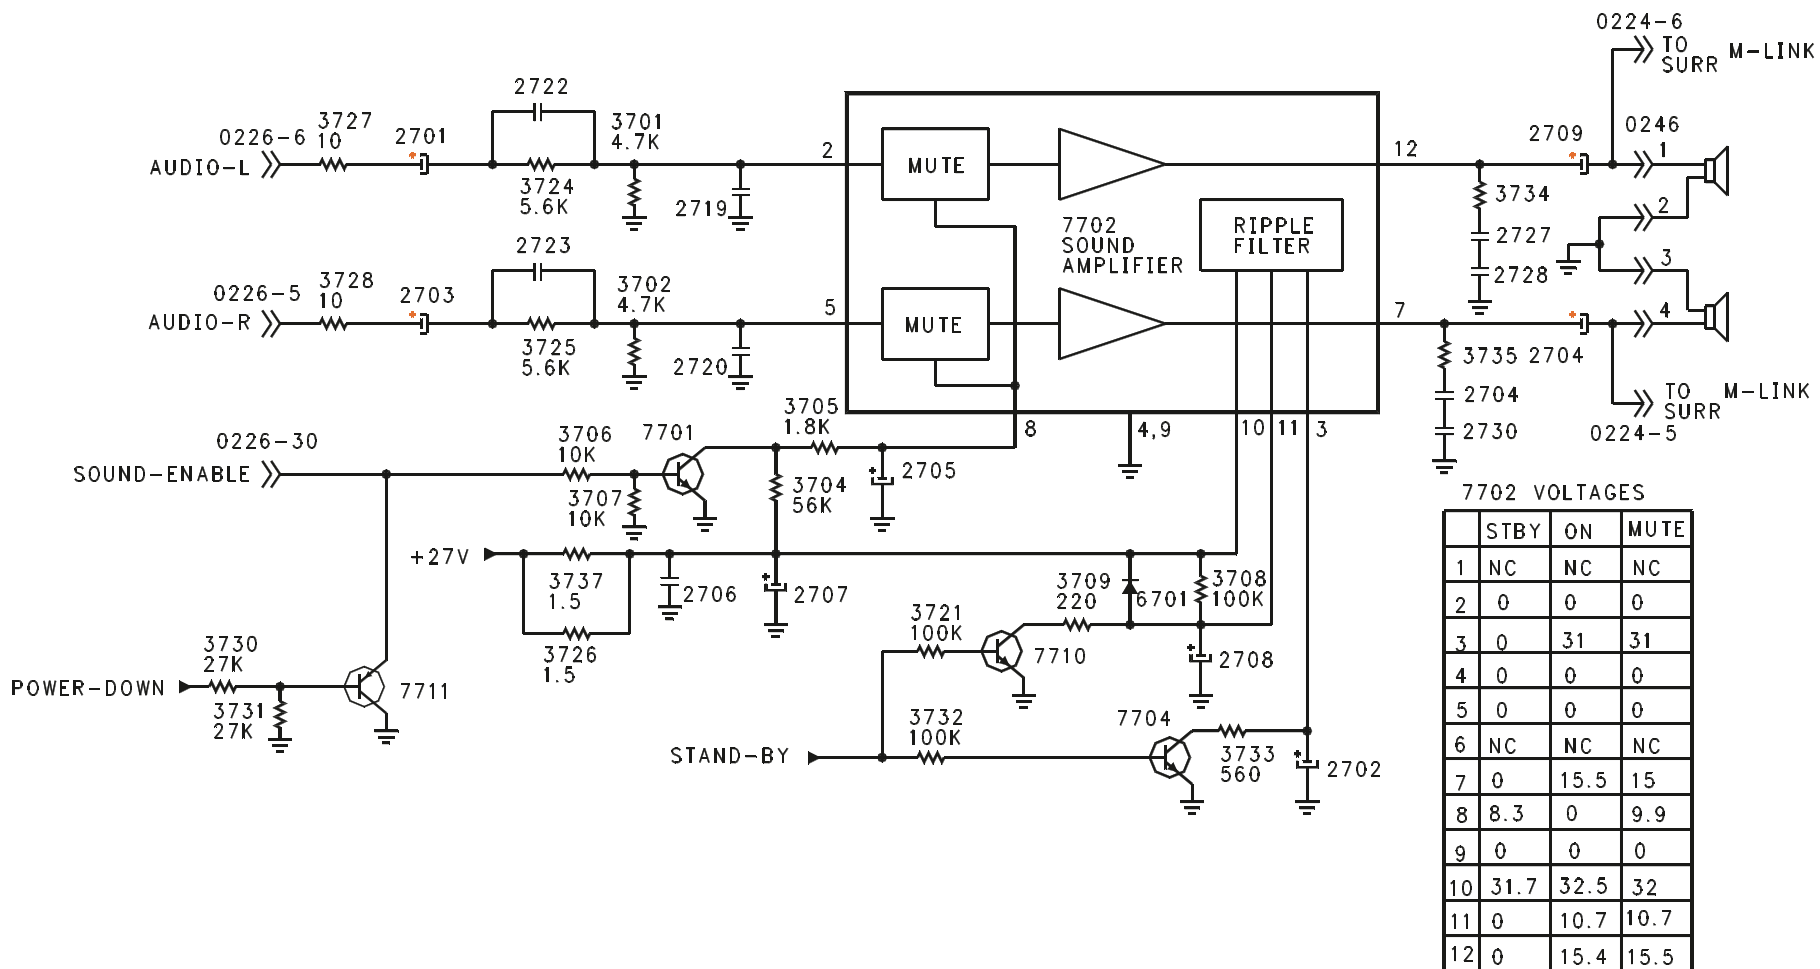 0224-6
TO
SURR M-LINK
2722
3727
10
0226-6
2701
3701
4.7K
AUDIO-L
3724
5.6K
2719
2
MUTE
12
2709
0246
1
3734
2
2727
2728
3
7702
SOUND
AMPLIFIER
RIPPLE
FILTER
2723
3728
10
0226-5
2703
3702
4.7K
AUDIO-R
3725
5.6K
2720
5
MUTE
7
4
3735 2704
2704
2730
TO
SURR M-LINK
0224-5
3705
1.8K
8
4,9
10
11
3
0226-30
3706
10K
7701
SOUND-ENABLE
3707
10K
3704
56K
2705
+27V
3737
1.5
2706
2707
3726
1.5
3709
220
6701
3708
100K
3721
100K
7710
2708
3730
27K
POWER-DOWN
3731
27K
7711
3732
100K
7704
STAND-BY
3733
560
2702
7702 VOLTAGES
STBY ON MUTE
1 NC NC NC
2 0 0 0
3 0 31 31
4 0 0 0
5 0 0 0
6 NC NC NC
7 0 15.5 15
8 8.3 0 9.9
9 0 0 0
10 31.7 32.5 32
11 0 10.7 10.7
12 0 15.4 15.5